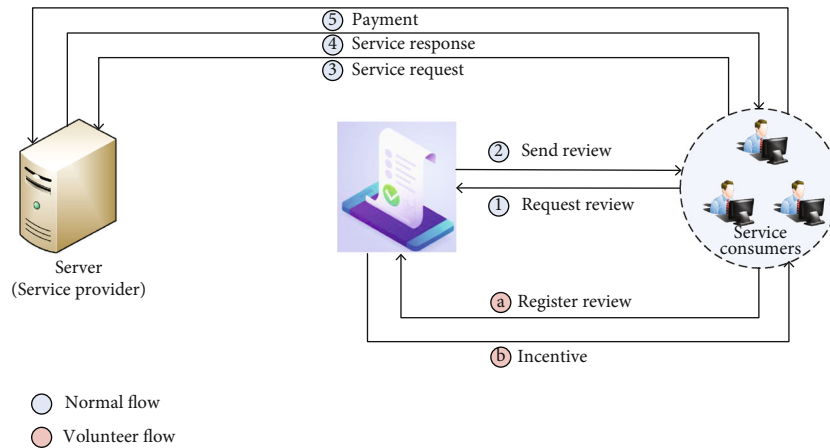 5 Payment
4 Service response
3 Service request
2 Send review
1 Request review
Service
consumers
Server
(Service provider)
a Register review
b Incentive
Normal flow
Volunteer flow